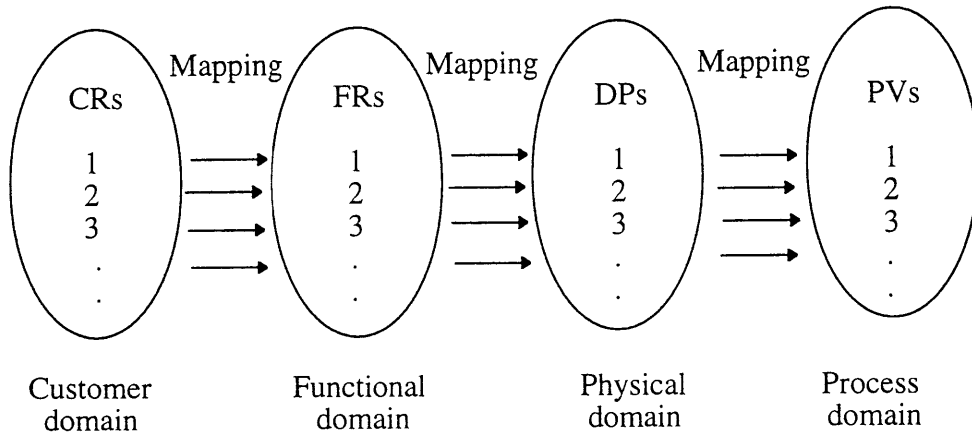 Mapping
Mapping
Mapping
CRs
FRs
DPs
PVs
1
2
3
.
.
1
2
3
.
.
1
2
3
.
.
1
2
3
.
.
Customer
domain
Functional
domain
Physical
domain
Process
domain